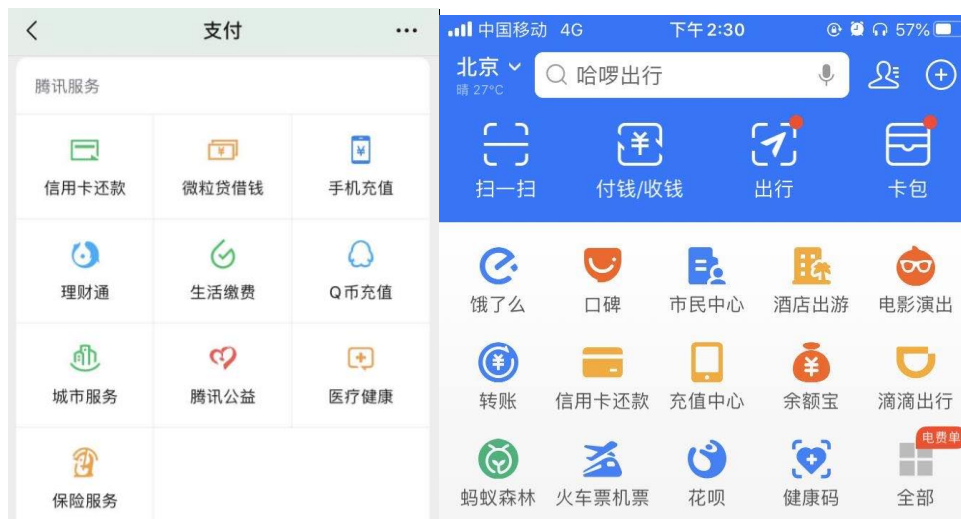 支付
腾讯服务
信用卡还款 微粒贷借钱 手机充值
理财通 生活缴费 Q币充值
城市服务 腾讯公益 医疗健康
保险服务
中国移动 4G 下午2:30 57%
北京 哈啰出行
晴 27°C
扫一扫 付钱/收钱 出行 卡包
饿了么 口碑 市民中心 酒店出游 电影演出
转账 信用卡还款 充值中心 余额宝 滴滴出行
电费单
蚂蚁森林 火车票机票 花呗 健康码 全部